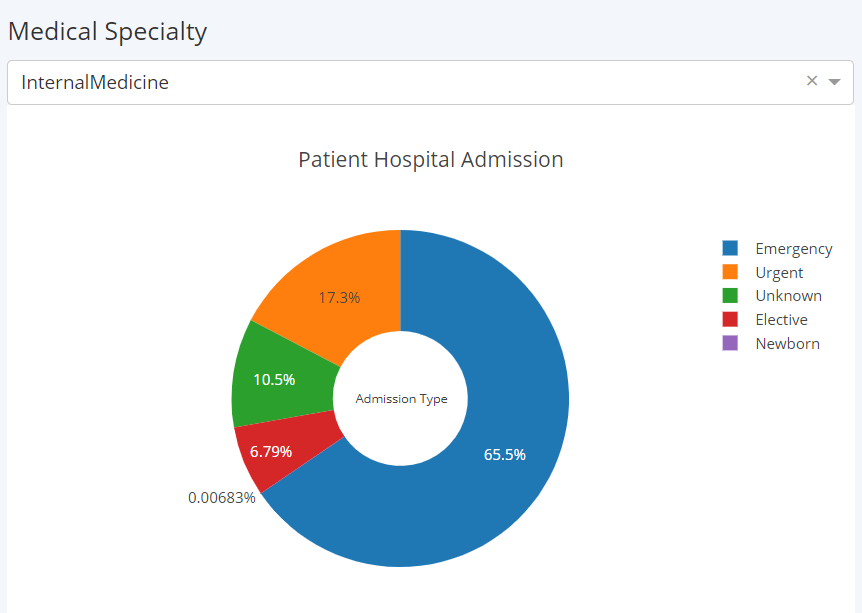 Medical Specialty
InternalMedicine
Patient Hospital Admission
Emergency
Urgent
Unknown
Elective
Newborn
17.3%
10.5%
Admission Type
6.79%
65.5%
0.00683%